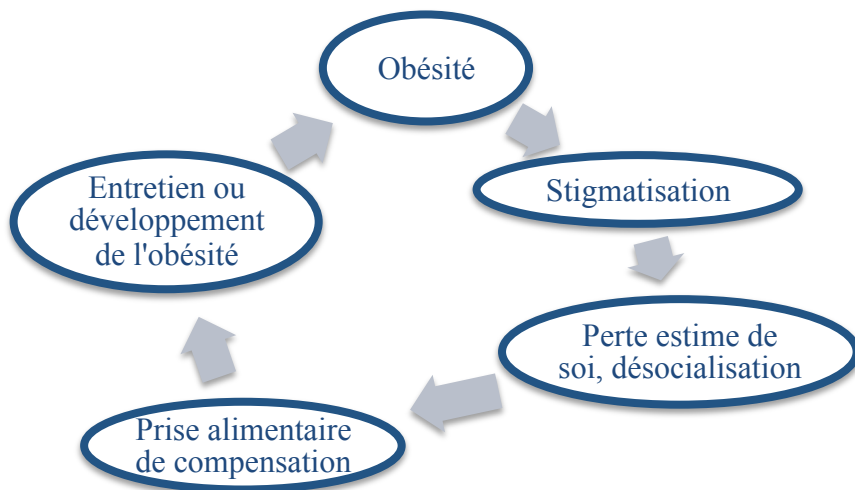 Obésité
Stigmatisation
Perte estime de
soi, désocialisation
Prise alimentaire
de compensation
Entretien ou
développement
de l'obésité